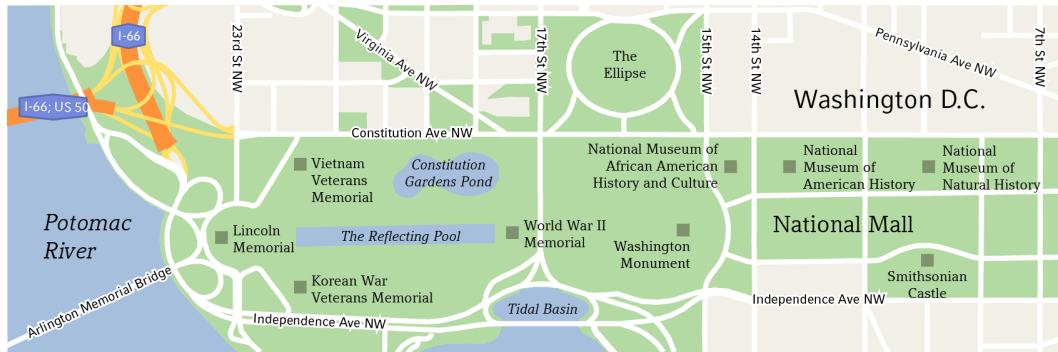 I-66
I-66; US 50
23rd St NW
Virginia Ave NW
17th St NW
The
Ellipse
15th St NW
14th St NW
Pennsylvania Ave NW
7th St NW
Washington D.C.
Constitution Ave NW
Vietnam
Veterans
Memorial
Constitution
Gardens Pond
National Museum of
African American
History and Culture
National
Museum of
American History
National
Museum of
Natural History
Potomac
River
Lincoln
Memorial
The Reflecting Pool
World War II
Memorial
Washington
Monument
National Mall
Smithsonian
Castle
Korean War
Veterans Memorial
Arlington Memorial Bridge
Independence Ave NW
Tidal Basin
Independence Ave NW